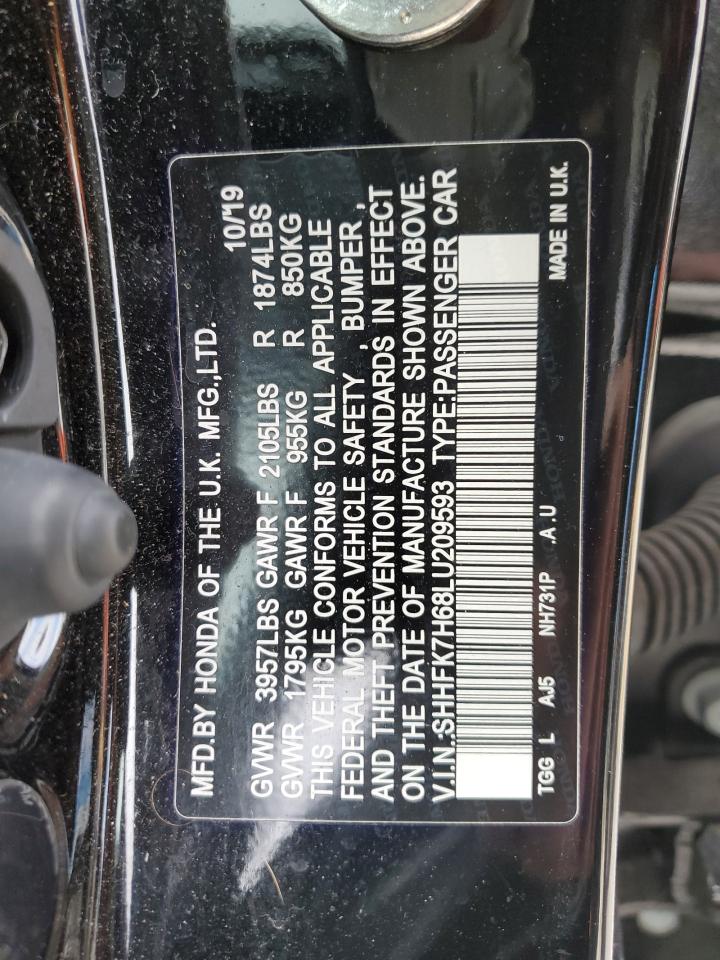 MFD.BY HONDA OF THE U.K. MFG.,LTD. 10/19
GVWR 3957LBS GAWR F 2105LBS R 1874LBS
GVWR 1795KG GAWR F 955KG R 850KG
THIS VEHICLE CONFORMS TO ALL APPLICABLE
FEDERAL MOTOR VEHICLE SAFETY , BUMPER ,
AND THEFT PREVENTION STANDARDS IN EFFECT
ON THE DATE OF MANUFACTURE SHOWN ABOVE.
V.I.N.:SHHFK7H68LU209593 TYPE:PASSENGER CAR
TGG L AJ5 NH731P .A .U MADE IN U.K.